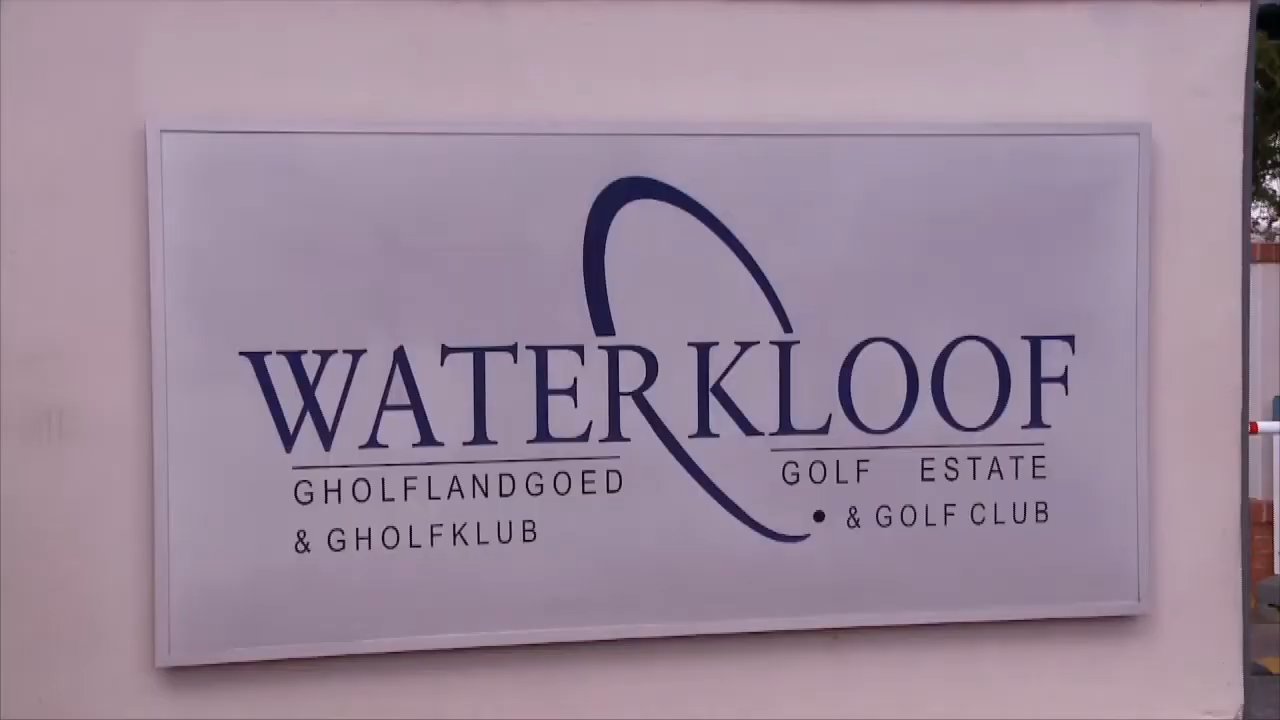 WATERKLOOF
GHOLFLANDGOED
& GHOLFKLUB
GOLF ESTATE
• & GOLF CLUB